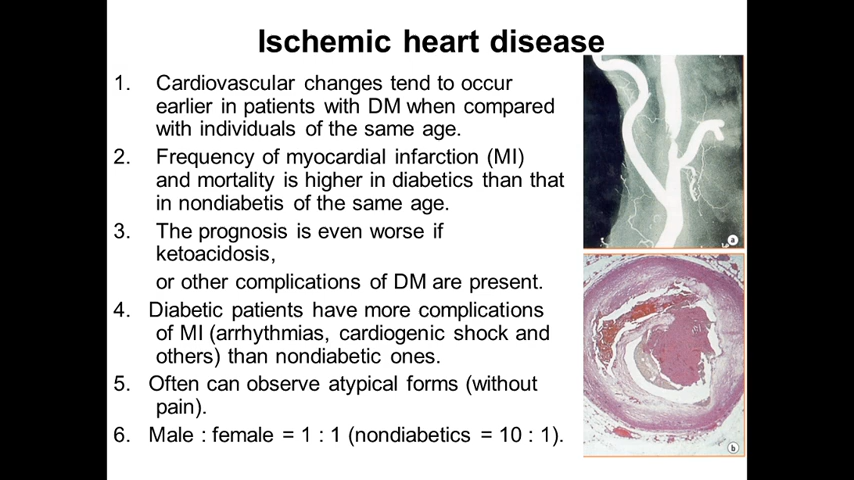 Ischemic heart disease
1. Cardiovascular changes tend to occur
earlier in patients with DM when compared
with individuals of the same age.
2. Frequency of myocardial infarction (MI)
and mortality is higher in diabetics than that
in nondiabetis of the same age.
3. The prognosis is even worse if
ketoacidosis,
or other complications of DM are present.
4. Diabetic patients have more complications
of MI (arrhythmias, cardiogenic shock and
others) than nondiabetic ones.
5. Often can observe atypical forms (without
pain).
6. Male : female = 1 : 1 (nondiabetics = 10 : 1).
a
b